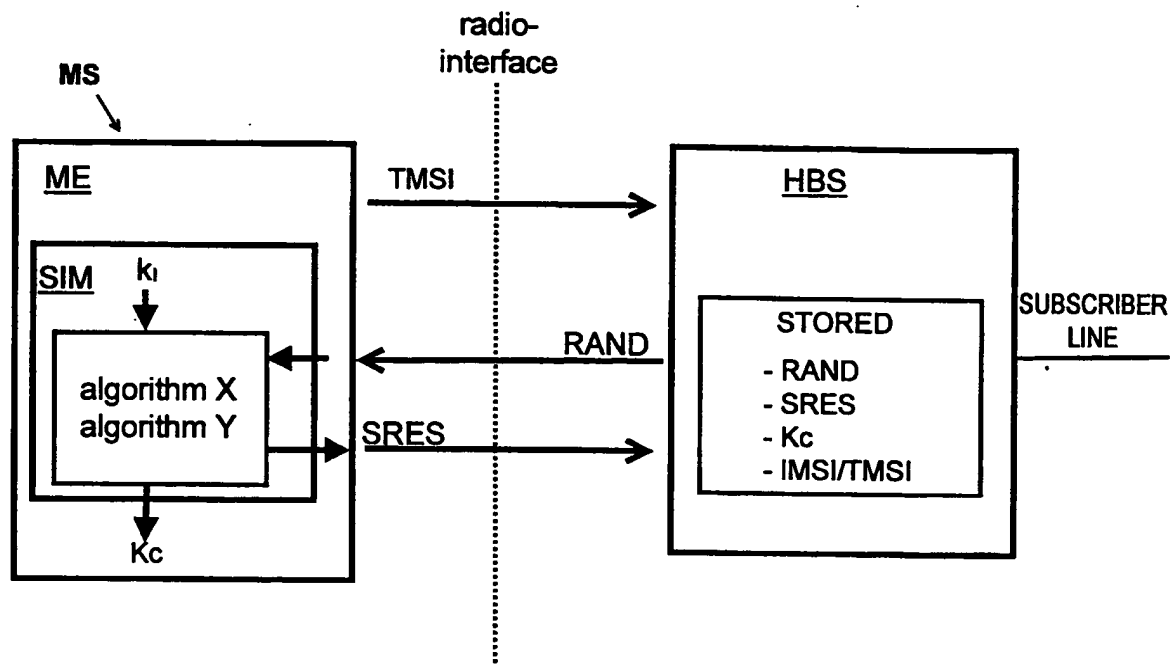 radio-
interface
MS
ME
TMSI
HBS
SIM
kI
STORED
SUBSCRIBER
LINE
RAND
- RAND
algorithm X
algorithm Y
- SRES
SRES
- Kc
- IMSI/TMSI
Kc